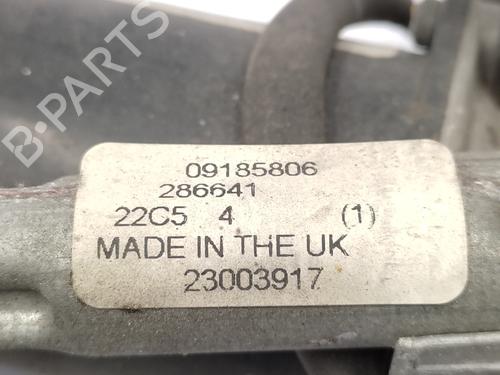 B-PARTS
09185806
286641
22C5 4 (1)
MADE IN THE UK
23003917